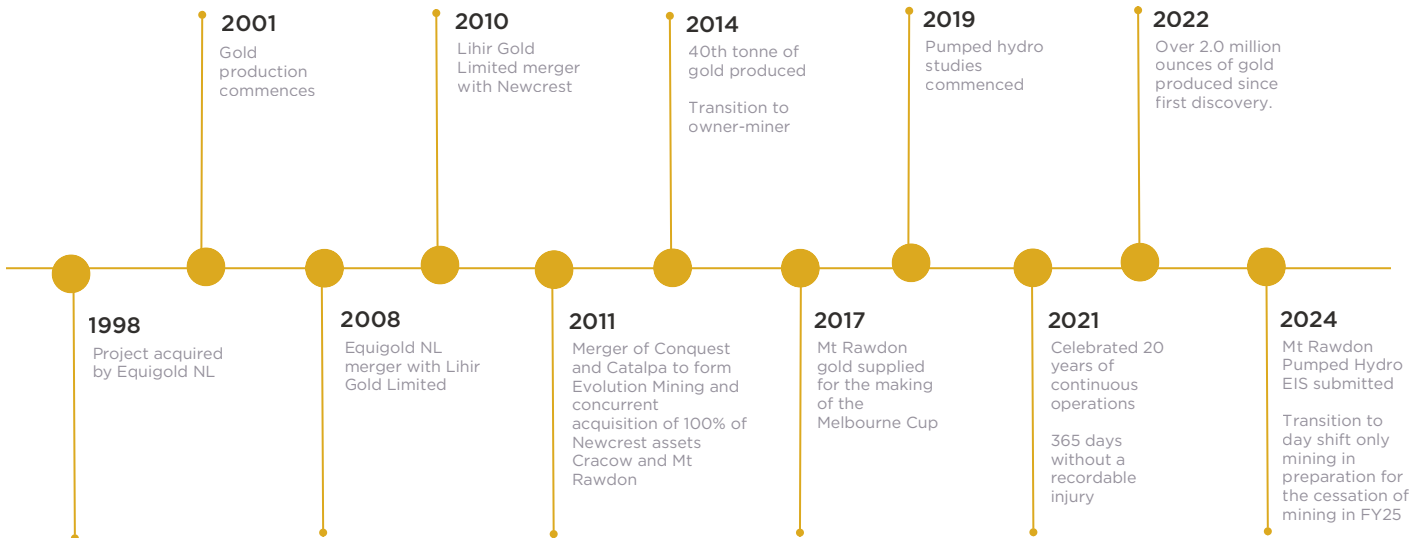 2001
Gold
production
commences
2010
Lihir Gold
Limited merger
with Newcrest
2014
40th tonne of
gold produced
Transition to
owner-miner
2019
Pumped hydro
studies
commenced
2022
Over 2.0 million
ounces of gold
produced since
first discovery.
1998
Project acquired
by Equigold NL
2008
Equigold NL
merger with Lihir
Gold Limited
2011
Merger of Conquest
and Catalpa to form
Evolution Mining and
concurrent
acquisition of 100% of
Newcrest assets
Cracow and Mt
Rawdon
2017
Mt Rawdon
gold supplied
for the making
of the
Melbourne Cup
2021
Celebrated 20
years of
continuous
operations
365 days
without a
recordable
injury
2024
Mt Rawdon
Pumped Hydro
EIS submitted
Transition to
day shift only
mining in
preparation for
the cessation of
mining in FY25